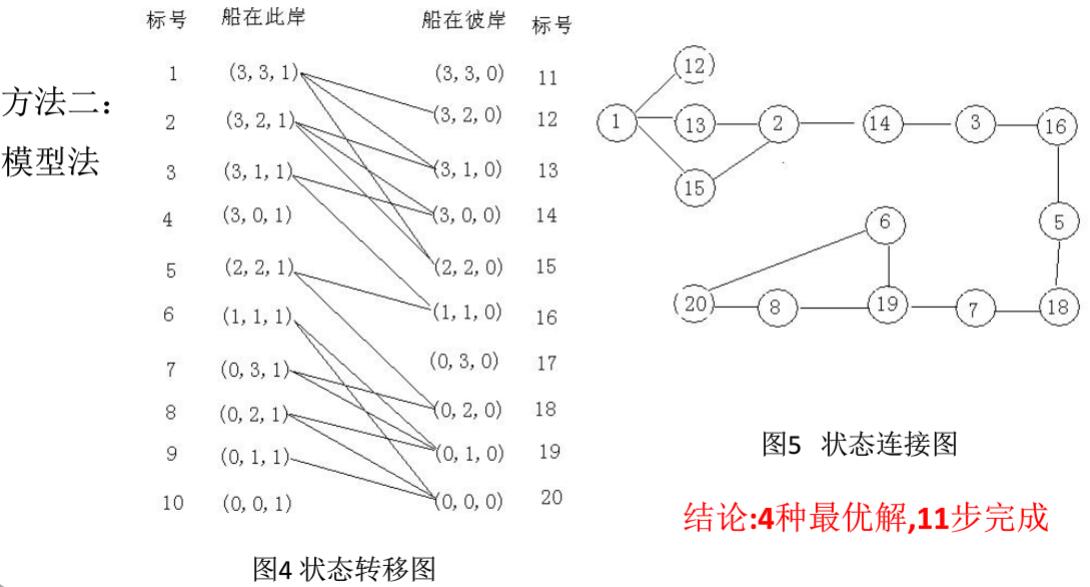 标号 船在此岸 船在彼岸 标号
1 (3,3,1) (3,3,0) 11
2 (3,2,1) (3,2,0) 12
3 (3,1,1) (3,1,0) 13
4 (3,0,1) (3,0,0) 14
5 (2,2,1) (2,2,0) 15
6 (1,1,1) (1,1,0) 16
7 (0,3,1) (0,3,0) 17
8 (0,2,1) (0,2,0) 18
9 (0,1,1) (0,1,0) 19
10 (0,0,1) (0,0,0) 20
图4 状态转移图
方法二：
模型法
12
1 13 2 14 3 16
15
6 5
20 8 19 7 18
图5 状态连接图
结论:4种最优解,11步完成